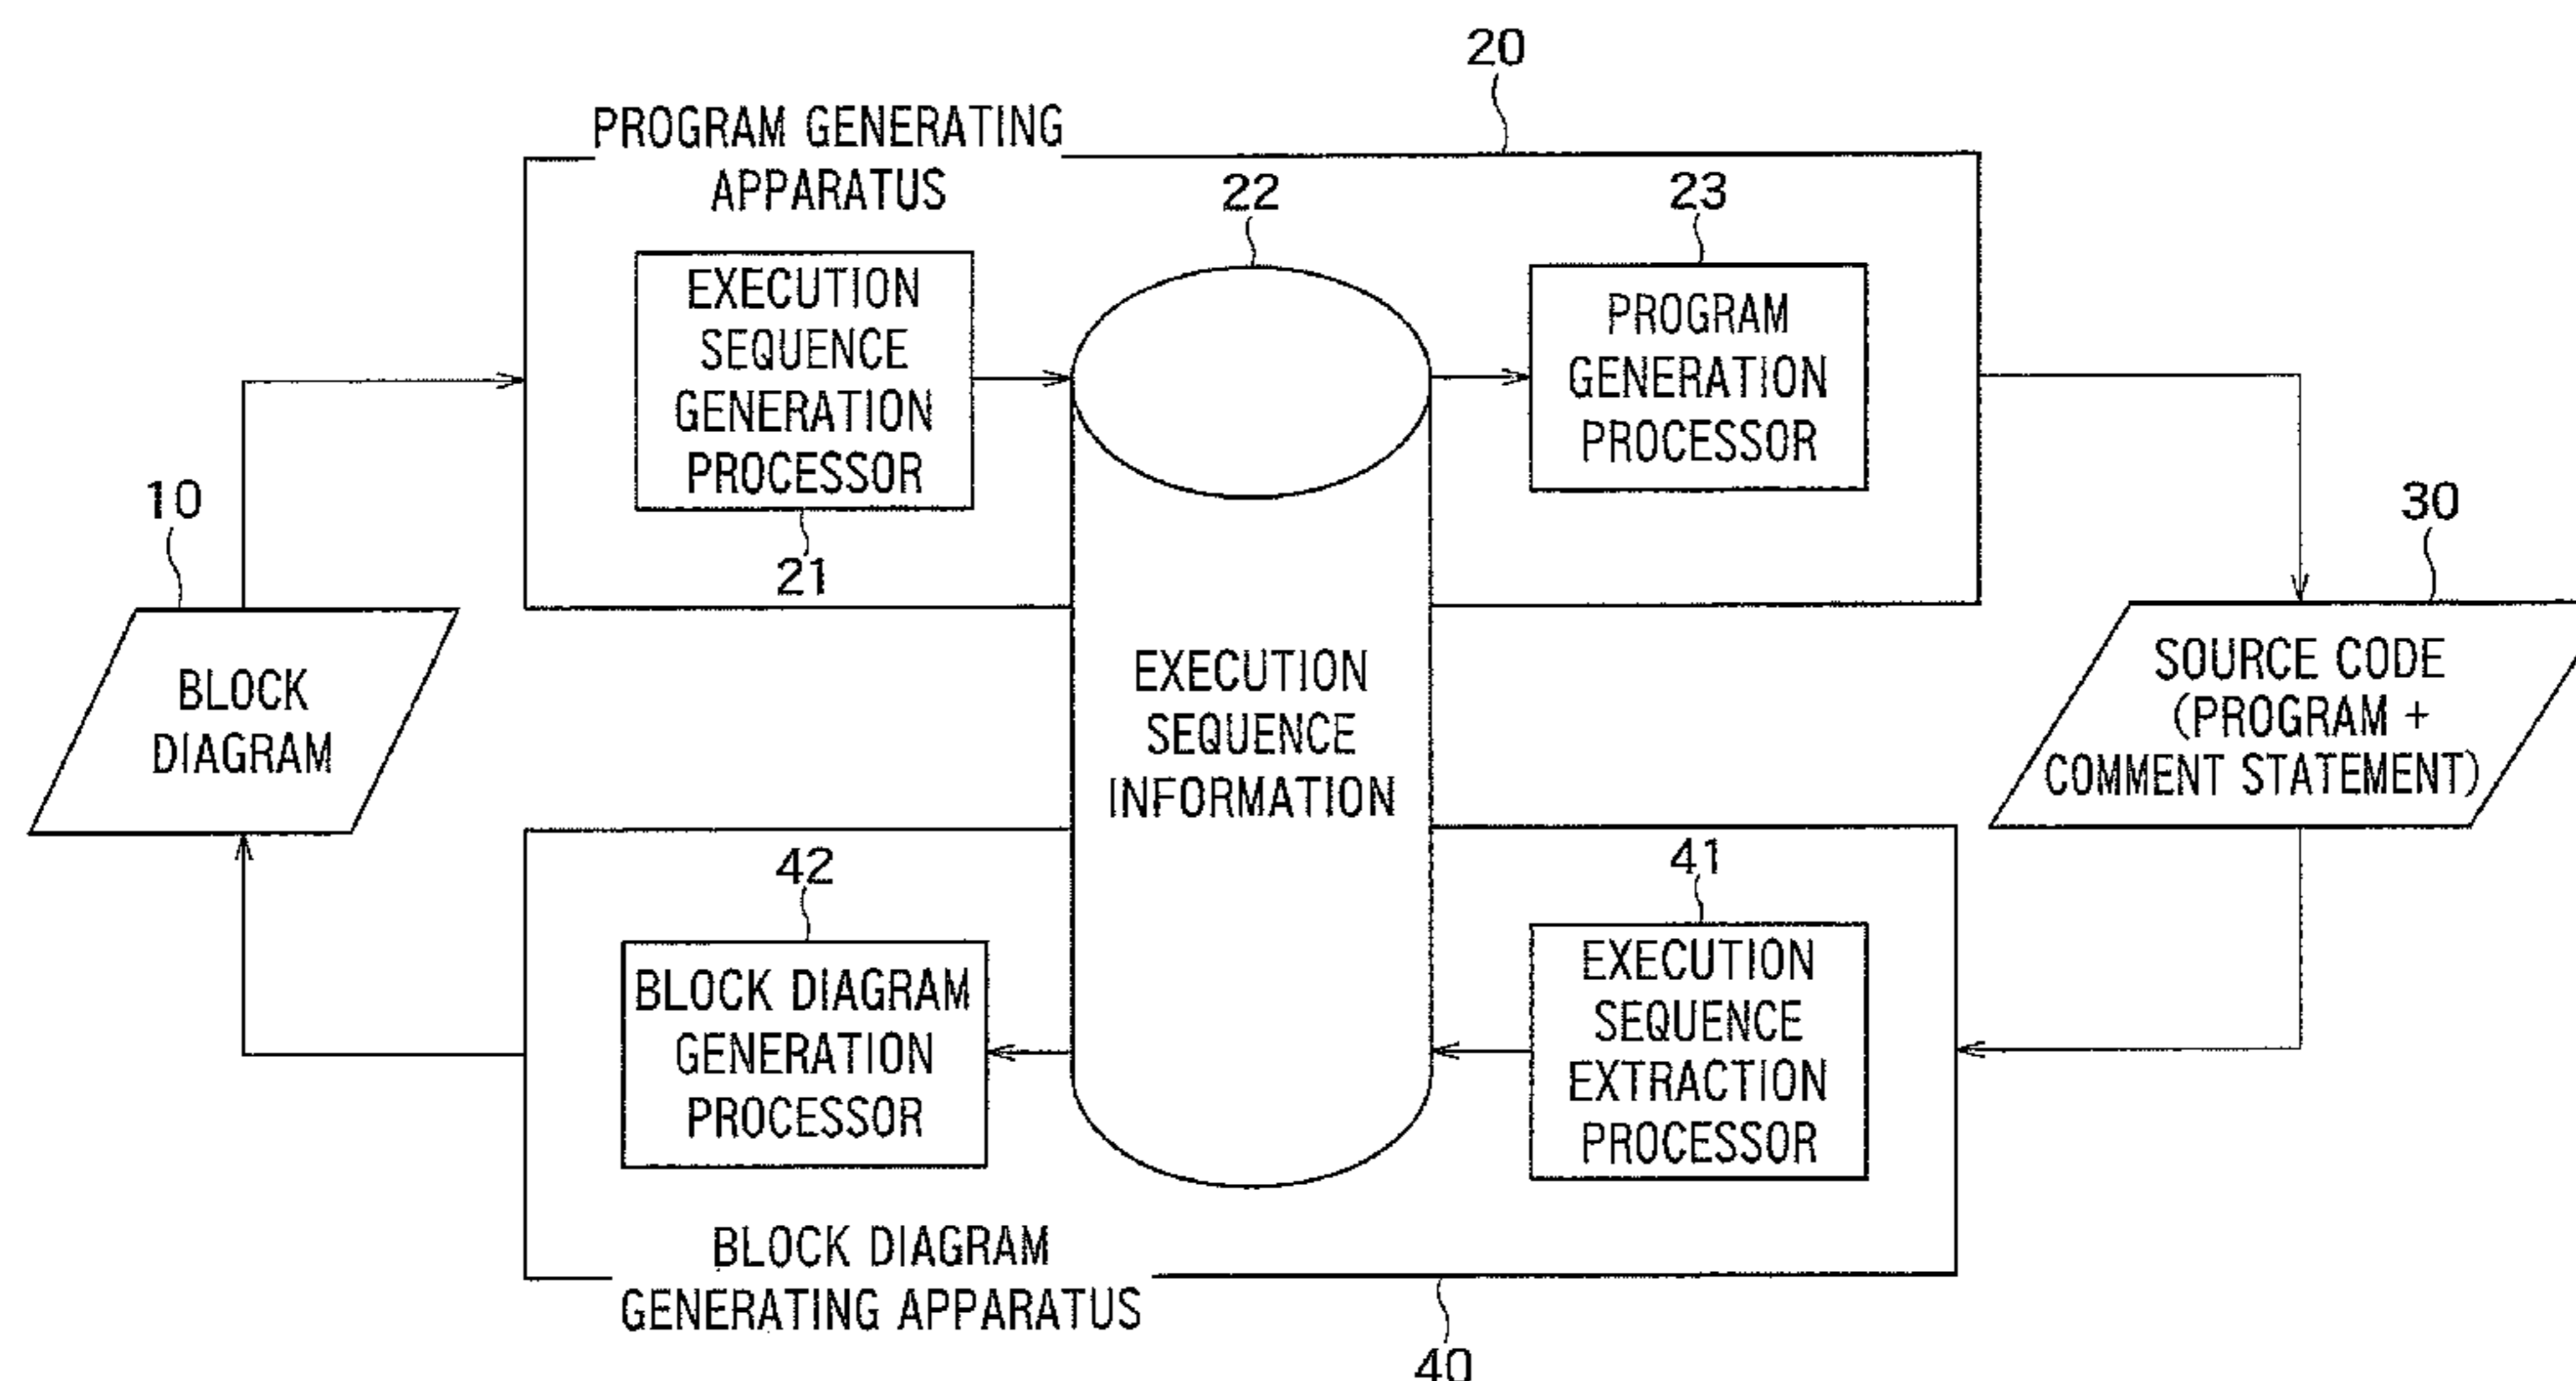 20
PROGRAM GENERATING
APPARATUS
22
23
EXECUTION
SEQUENCE
GENERATION
PROCESSOR
21
PROGRAM
GENERATION
PROCESSOR
10
30
BLOCK
DIAGRAM
EXECUTION
SEQUENCE
INFORMATION
SOURCE CODE
(PROGRAM +
COMMENT STATEMENT)
42
41
BLOCK DIAGRAM
GENERATION
PROCESSOR
EXECUTION
SEQUENCE
EXTRACTION
PROCESSOR
BLOCK DIAGRAM
GENERATING APPARATUS
40